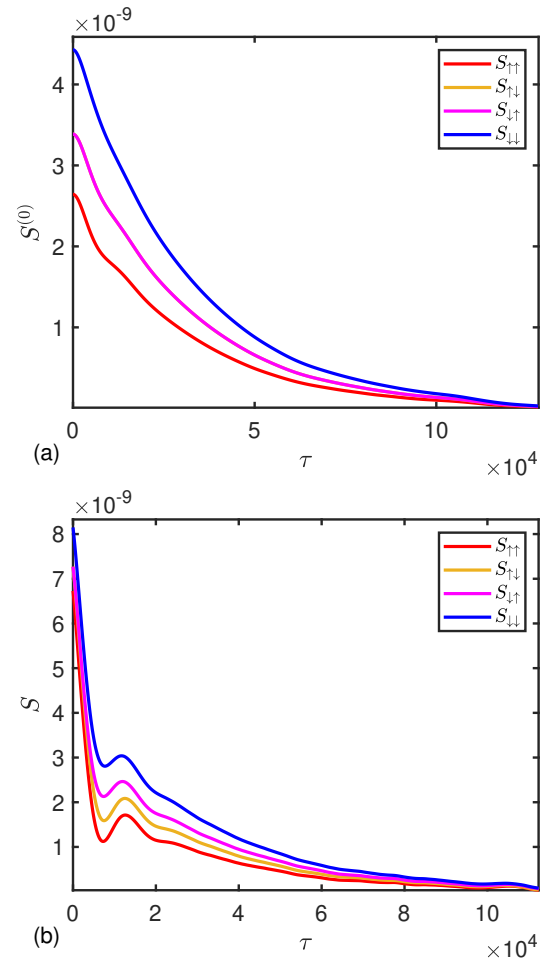 ×10⁻⁹
4
3
2
1
S⁽⁰⁾
S↑↑
S↑↓
S↓↑
S↓↓
0 5 10
(a) τ ×10⁴
×10⁻⁹
8
7
6
5
4
3
2
1
S
S↑↑
S↑↓
S↓↑
S↓↓
0 2 4 6 8 10
(b) τ ×10⁴